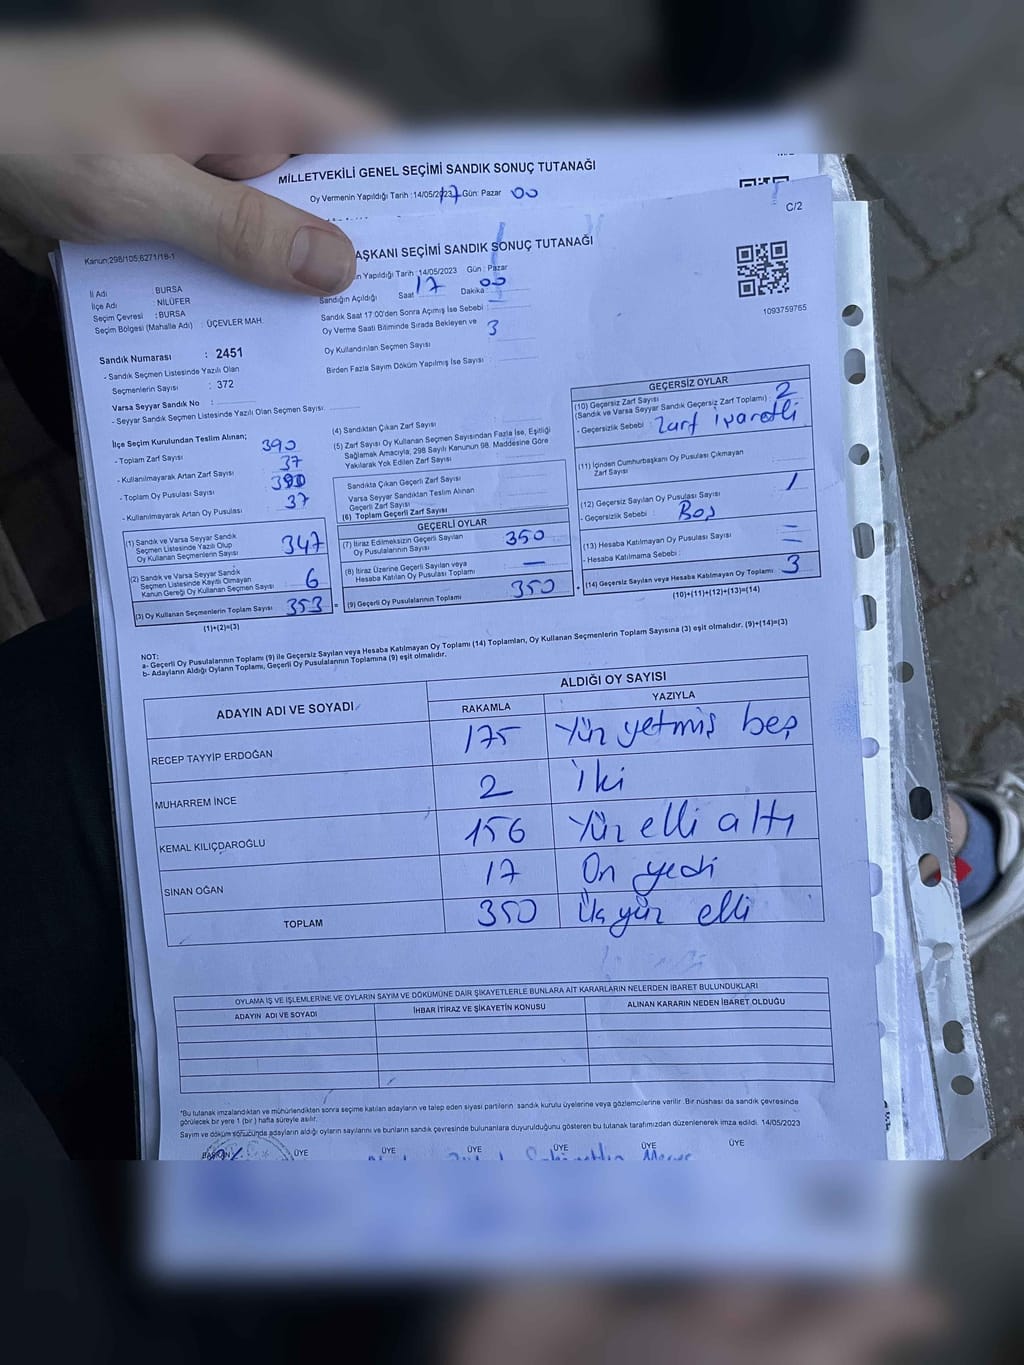 MİLLETVEKİLİ GENEL SEÇİMİ SANDIK SONUÇ TUTANAĞI
Oy Vermenin Yapıldığı Tarih :14/05/2023 Gün: Pazar
17 00
C/2
Kanun:298/105;6271/18-1
AŞKANI SEÇİMİ SANDIK SONUÇ TUTANAĞI
n Yapıldığı Tarih :14/05/2023 Gün : Pazar
Sandığın Açıldığı Saat : 17 Dakika : 00
Sandık Saat 17:00'den Sonra Açımış İse Sebebi :
Oy Verme Saati Bitiminde Sırada Bekleyen ve
Oy Kullandırılan Seçmen Sayısı : 3
Birden Fazla Sayım Döküm Yapılmış İse Sayısı :
1093759765
İl Adı : BURSA
İlçe Adı : NİLÜFER
Seçim Çevresi : BURSA
Seçim Bölgesi (Mahalle Adı) : ÜÇEVLER MAH.
Sandık Numarası : 2451
- Sandık Seçmen Listesinde Yazılı Olan
Seçmenlerin Sayısı : 372
Varsa Seyyar Sandık No :
- Seyyar Sandık Seçmen Listesinde Yazılı Olan Seçmen Sayısı:
İlçe Seçim Kurulundan Teslim Alınan;
- Toplam Zarf Sayısı : 390
- Kullanılmayarak Artan Zarf Sayısı : 37
- Toplam Oy Pusulası Sayısı : 390
- Kullanılmayarak Artan Oy Pusulası : 37
(1) Sandık ve Varsa Seyyar Sandık
Seçmen Listesinde Yazılı Olup
Oy Kullanan Seçmenlerin Sayısı 347
(2) Sandık ve Varsa Seyyar Sandık
Seçmen Listesinde Kayıtlı Olmayan
Kanun Gereği Oy Kullanan Seçmen Sayısı 6
(3) Oy Kullanan Seçmenlerin Toplam Sayısı 353 =
(1)+(2)=(3)
(4) Sandıktan Çıkan Zarf Sayısı
(5) Zarf Sayısı Oy Kullanan Seçmen Sayısından Fazla İse, Eşitliği
Sağlamak Amacıyla, 298 Sayılı Kanunun 98. Maddesine Göre
Yakılarak Yok Edilen Zarf Sayısı
Sandıkta Çıkan Geçerli Zarf Sayısı
Varsa Seyyar Sandıktan Teslim Alınan
Geçerli Zarf Sayısı
(6) Toplam Geçerli Zarf Sayısı
GEÇERLİ OYLAR
(7) İtiraz Edilmeksizin Geçerli Sayılan
Oy Pusulalarının Sayısı 350
(8) İtiraz Üzerine Geçerli Sayılan veya
Hesaba Katılan Oy Pusulası Toplamı —
(9) Geçerli Oy Pusulalarının Toplamı 350 +
GEÇERSİZ OYLAR
(10) Geçersiz Zarf Sayısı
(Sandık ve Varsa Seyyar Sandık Geçersiz Zarf Toplamı) : 2
- Geçersizlik Sebebi : Zarf İşaretli
(11) İçinden Cumhurbaşkanı Oy Pusulası Çıkmayan
Zarf Sayısı
(12) Geçersiz Sayılan Oy Pusulası Sayısı 1
- Geçersizlik Sebebi : Boş
(13) Hesaba Katılmayan Oy Pusulası Sayısı —
- Hesaba Katılmama Sebebi : —
(14) Geçersiz Sayılan veya Hesaba Katılmayan Oy Toplamı 3
(10)+(11)+(12)+(13)=(14)
NOT:
a- Geçerli Oy Pusulalarının Toplamı (9) ile Geçersiz Sayılan veya Hesaba Katılmayan Oy Toplamı (14) Toplamları, Oy Kullanan Seçmenlerin Toplam Sayısına (3) eşit olmalıdır. (9)+(14)=(3)
b- Adayların Aldığı Oyların Toplamı, Geçerli Oy Pusulalarının Toplamına (9) eşit olmalıdır.
ADAYIN ADI VE SOYADI
ALDIĞI OY SAYISI
RAKAMLA YAZIYLA
RECEP TAYYİP ERDOĞAN 175 Yüz yetmiş beş
MUHARREM İNCE 2 İki
KEMAL KILIÇDAROĞLU 156 Yüz elli altı
SİNAN OĞAN 17 On yedi
TOPLAM 350 Üç yüz elli
OYLAMA İŞ VE İŞLEMLERİNE VE OYLARIN SAYIM VE DÖKÜMÜNE DAİR ŞİKAYETLERLE BUNLARA AİT KARARLARIN NELERDEN İBARET BULUNDUKLARI
ADAYIN ADI VE SOYADI İHBAR İTİRAZ VE ŞİKAYETİN KONUSU ALINAN KARARIN NEDEN İBARET OLDUĞU
*Bu tutanak imzalandıktan ve mühürlendikten sonra seçime katılan adayların ve talep eden siyasi partilerin sandık kurulu üyelerine veya gözlemcilerine verilir. Bir nüshası da sandık çevresinde
görülecek bir yere 1 (bir) hafta süreyle asılır.
Sayım ve döküm sonucunda adayların aldığı oyların sayılarını ve bunların sandık çevresinde bulunanlara duyurulduğunu gösteren bu tutanak tarafımızdan düzenlenerek imza edildi. 14/05/2023
BAŞKAN ÜYE ÜYE ÜYE ÜYE ÜYE ÜYE